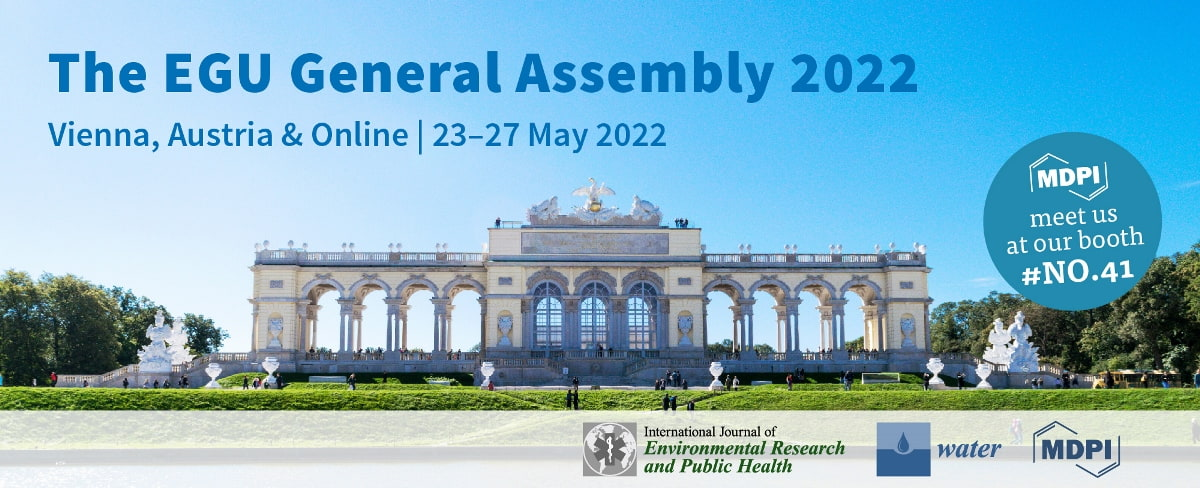 The EGU General Assembly 2022
Vienna, Austria & Online | 23–27 May 2022
MDPI
meet us
at our booth
#NO.41
International Journal of
Environmental Research
and Public Health
water
MDPI